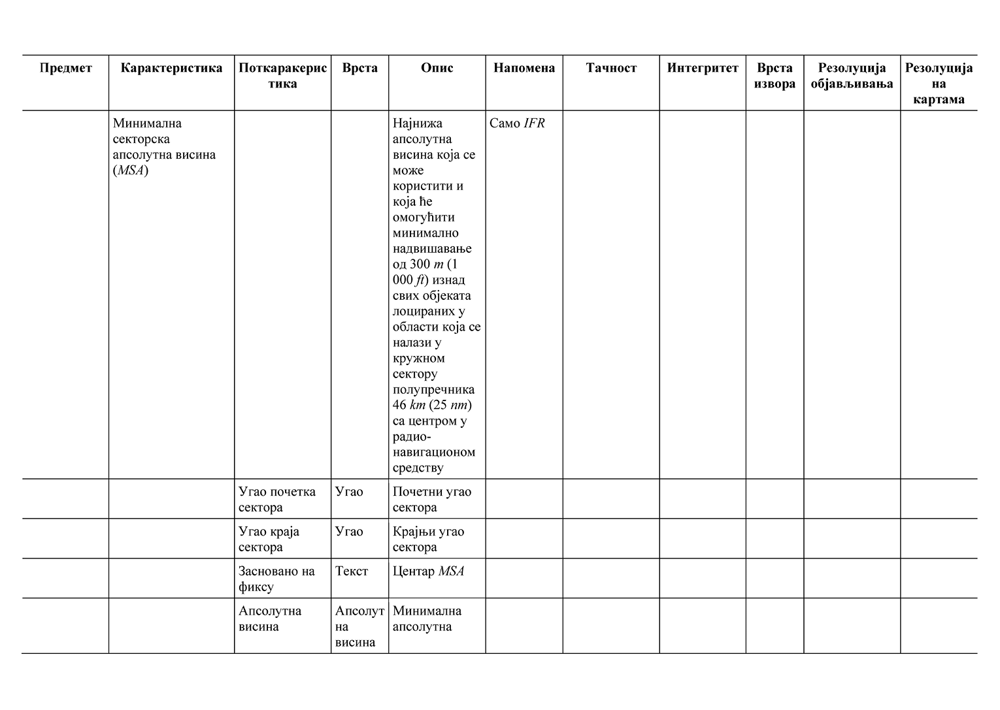 Предмет
Карактеристика
Поткаракерис
тика
Врста
Опис
Напомена
Тачност
Интегритет
Врста
извора
Резолуција
објављивања
Резолуција
на
картама
Минимална
секторска
апсолутна висина
(MSA)
Најнижа
апсолутна
висина која се
може
користити и
која ће
омогућити
минимално
надвишавање
од 300 m (1
000 ft) изнад
свих објеката
лоцираних у
области која се
налази у
кружном
сектору
полупречника
46 km (25 nm)
са центром у
радио-
навигационом
средству
Само IFR
Угао почетка
сектора
Угао
Почетни угао
сектора
Угао краја
сектора
Угао
Крајњи угао
сектора
Засновано на
фиксу
Текст
Центар MSA
Апсолутна
висина
Апсолут
на
висина
Минимална
апсолутна